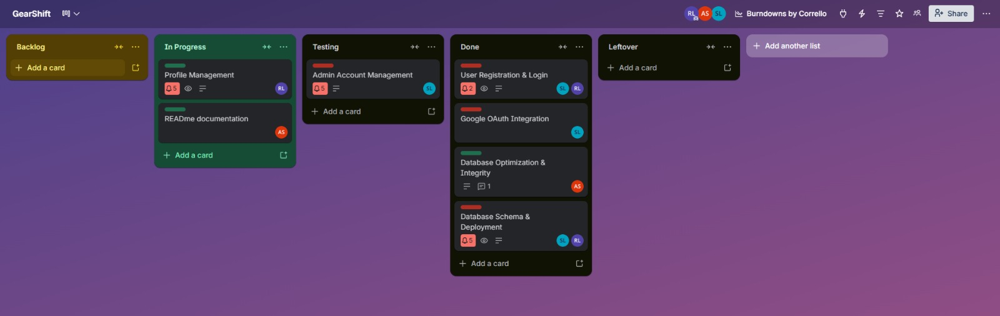 GearShift
RL AS SL Burndowns by Corrello Share
Backlog
Add a card
In Progress
Profile Management
5 RL
READme documentation
AS
Add a card
Testing
Admin Account Management
5 SL
Add a card
Done
User Registration & Login
2 SL RL
Google OAuth Integration
SL
Database Optimization &
Integrity
1 AS
Database Schema &
Deployment
5 SL RL
Add a card
Leftover
Add a card
Add another list